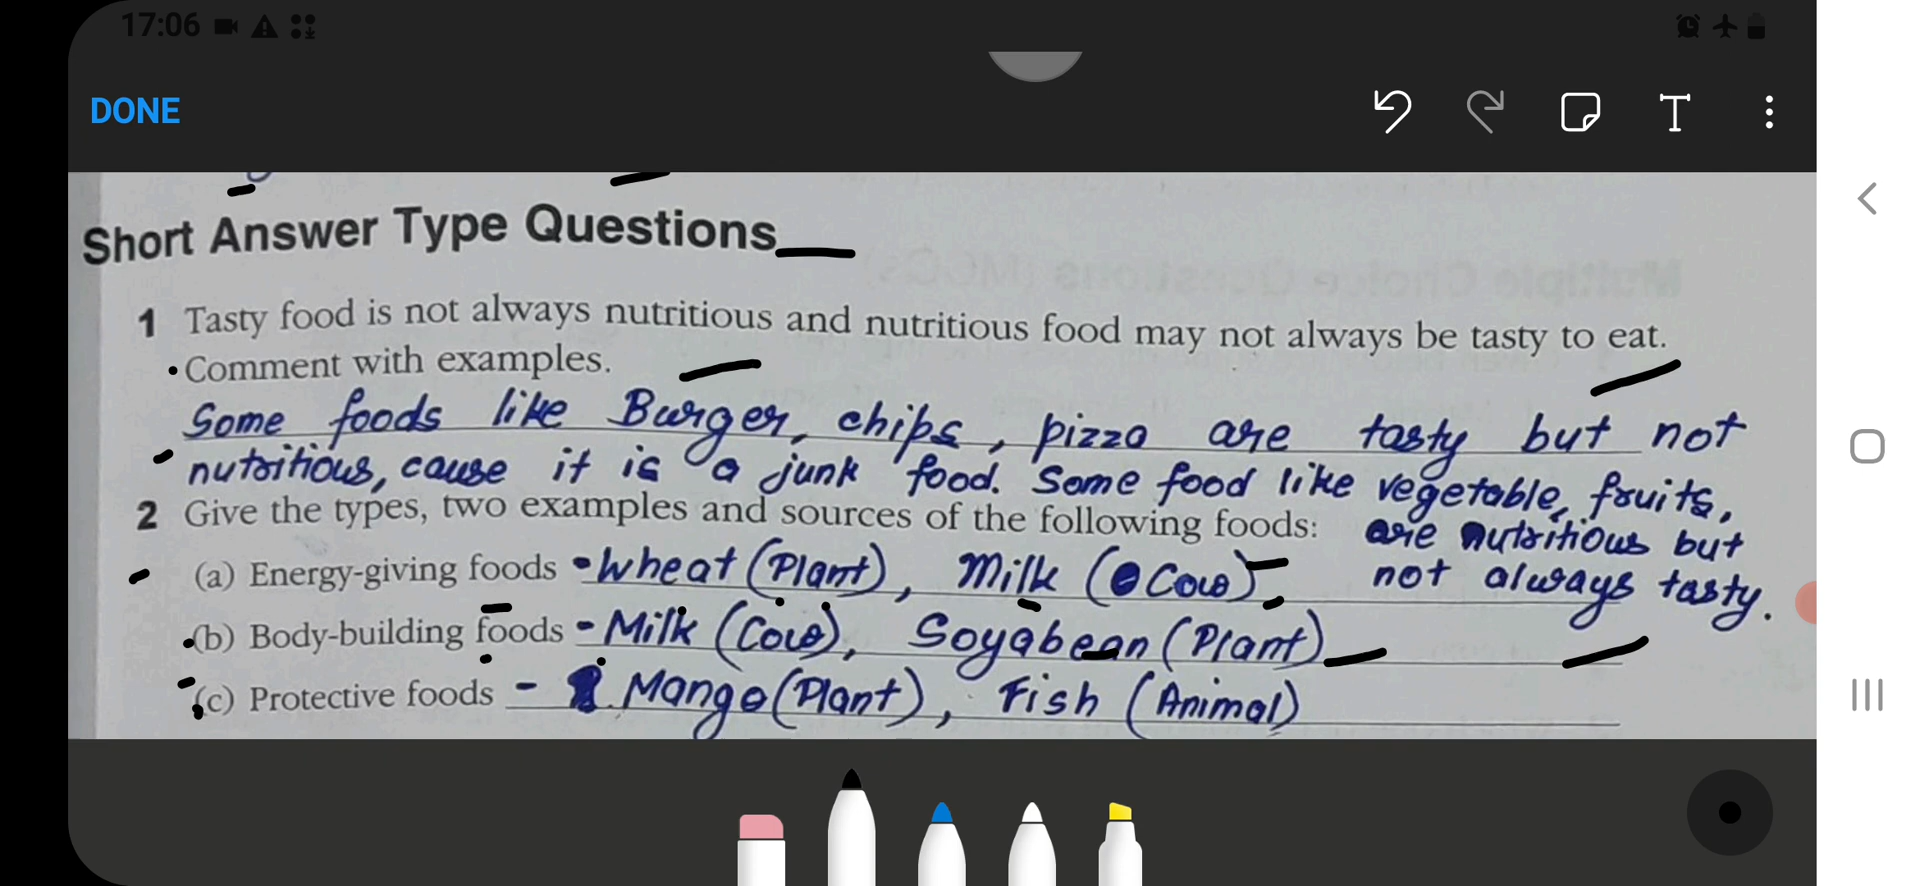 17:06
DONE
T
Short Answer Type Questions
1 Tasty food is not always nutritious and nutritious food may not always be tasty to eat.
Comment with examples.
Some foods like Burger, chips, pizza are tasty but not
nutritious, cause it is a junk food. Some food like vegetable, fruits,
are nutritious but
not always tasty.
2 Give the types, two examples and sources of the following foods:
(a) Energy-giving foods - Wheat (Plant), Milk (Cow)
(b) Body-building foods - Milk (Cow), Soyabean (Plant)
(c) Protective foods - Mango (Plant), Fish (Animal)